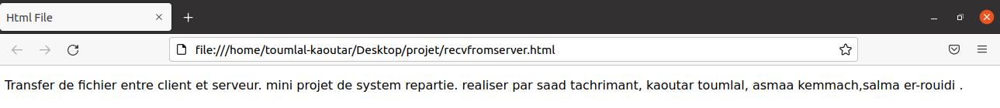 Html File
file:///home/toumlal-kaoutar/Desktop/projet/recvfromserver.html
Transfer de fichier entre client et serveur. mini projet de system repartie. realiser par saad tachrimant, kaoutar toumlal, asmaa kemmach,salma er-rouidi .